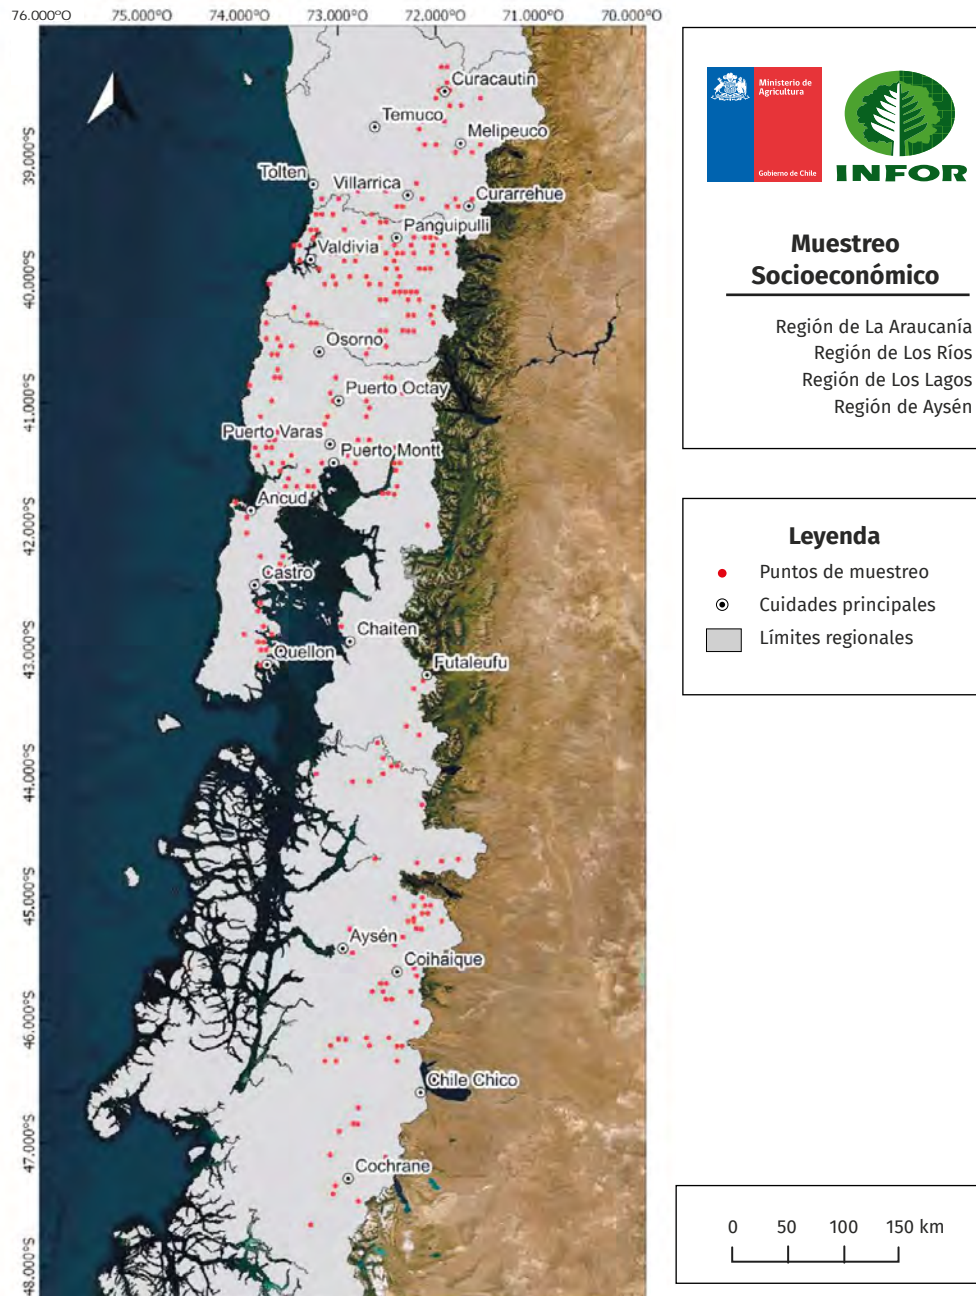 76.000°O
75.000°O
74.000°O
73.000°O
72.000°O
71.000°O
70.000°O
39.000°S
40.000°S
41.000°S
42.000°S
43.000°S
44.000°S
45.000°S
46.000°S
47.000°S
48.000°S
Curacautin
Temuco
Melipeuco
Tolten
Villarrica
Curarrehue
Panguipulli
Valdivia
Osorno
Puerto Octay
Puerto Varas
Puerto Montt
Ancud
Castro
Chaiten
Quellon
Futaleufu
Aysén
Coihaique
Chile Chico
Cochrane
Ministerio de
Agricultura
Gobierno de Chile
INFOR
Muestreo
Socioeconómico
Región de La Araucanía
Región de Los Ríos
Región de Los Lagos
Región de Aysén
Leyenda
Puntos de muestreo
Cuidades principales
Límites regionales
0 50 100 150 km